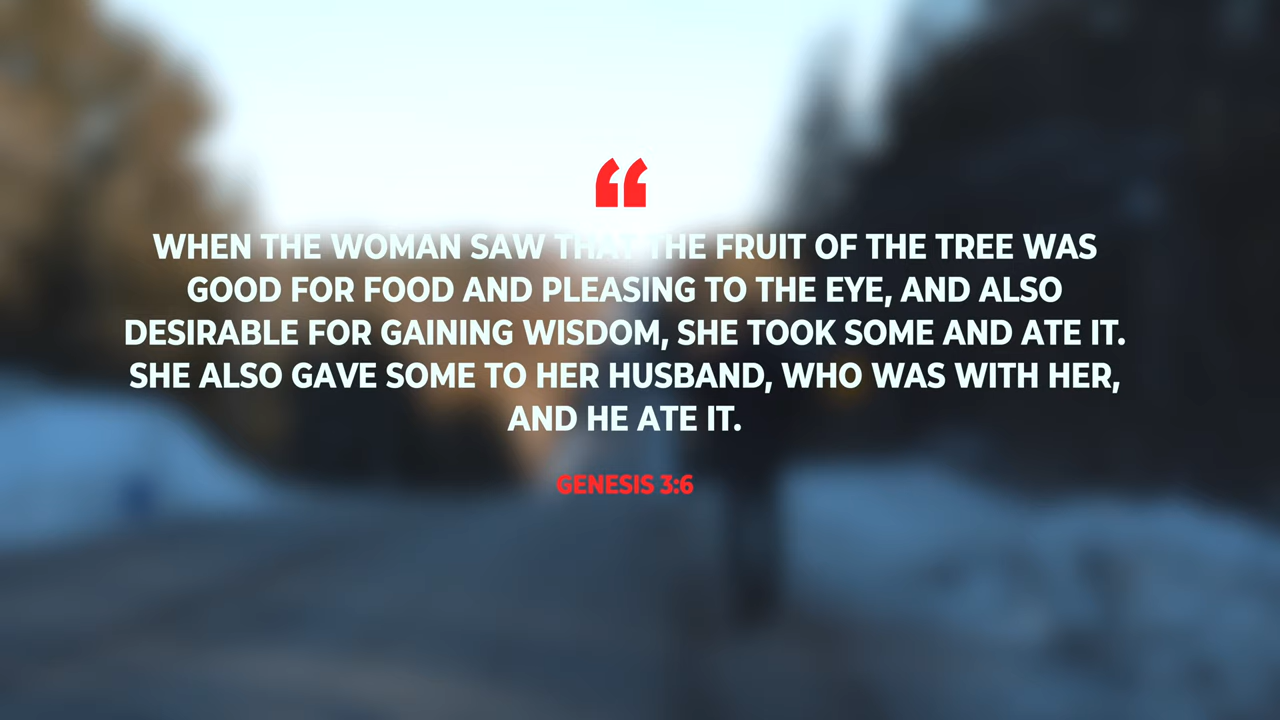 “
WHEN THE WOMAN SAW THAT THE FRUIT OF THE TREE WAS
GOOD FOR FOOD AND PLEASING TO THE EYE, AND ALSO
DESIRABLE FOR GAINING WISDOM, SHE TOOK SOME AND ATE IT.
SHE ALSO GAVE SOME TO HER HUSBAND, WHO WAS WITH HER,
AND HE ATE IT.
GENESIS 3:6